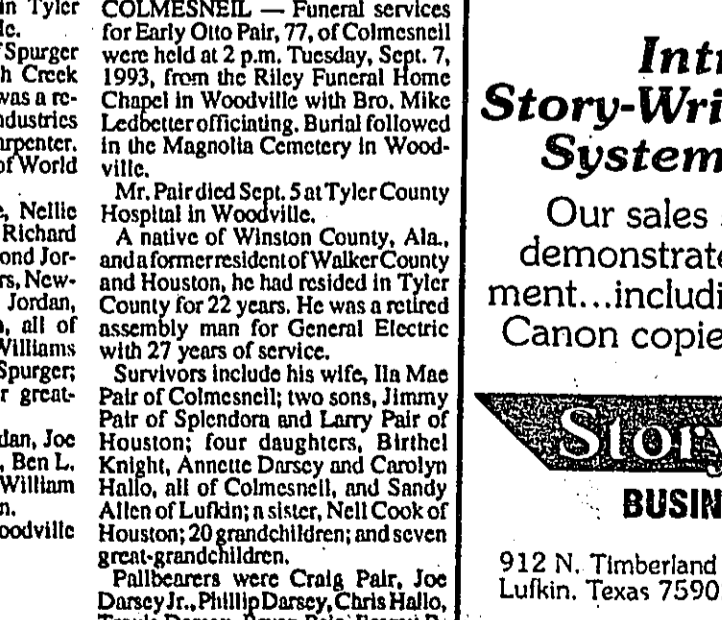 in Tyler
Spurger
h Creek
was a re-
ndustries
arpenter.
of World
, Nellie
Richard
ond Jor-
rs, New-
Jordan,
, all of
Williams
Spurger;
r great-
dan, Joe
, Ben L.
William
n.
oodville
COLMESNEIL — Funeral services
for Early Otto Pair, 77, of Colmesneil
were held at 2 p.m. Tuesday, Sept. 7,
1993, from the Riley Funeral Home
Chapel in Woodville with Bro. Mike
Ledbetter officiating. Burial followed
in the Magnolia Cemetery in Wood-
ville.
Mr. Pair died Sept. 5 at Tyler County
Hospital in Woodville.
A native of Winston County, Ala.,
and a former resident of Walker County
and Houston, he had resided in Tyler
County for 22 years. He was a retired
assembly man for General Electric
with 27 years of service.
Survivors include his wife, Ila Mae
Pair of Colmesneil; two sons, Jimmy
Pair of Splendora and Larry Pair of
Houston; four daughters, Birthel
Knight, Annette Darsey and Carolyn
Hallo, all of Colmesneil, and Sandy
Allen of Lufkin; a sister, Nell Cook of
Houston; 20 grandchildren; and seven
great-grandchildren.
Pallbearers were Craig Pair, Joe
Darsey Jr., Phillip Darsey, Chris Hallo,
Intr
Story-Wri
System
Our sales
demonstrate
ment...includi
Canon copie
Story
BUSIN
912 N. Timberland
Lufkin, Texas 7590